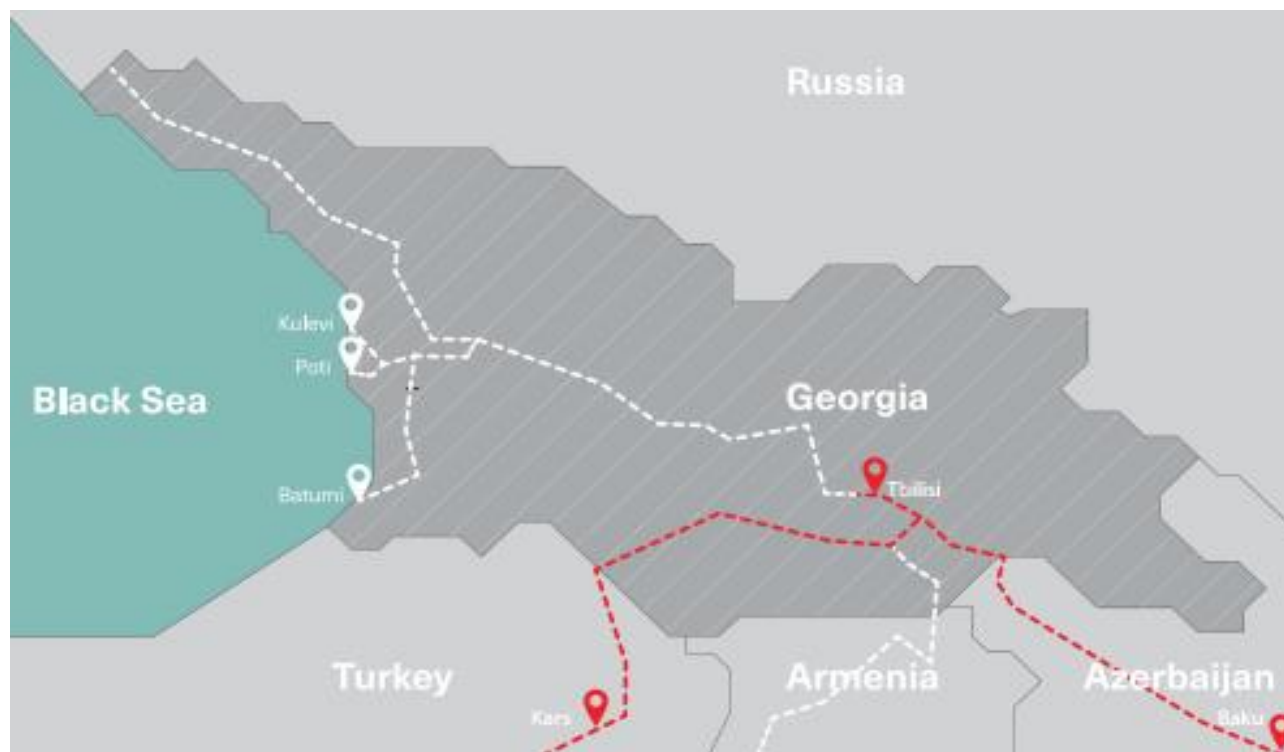 Russia
Kulevi
Poti
Black Sea
Georgia
Tbilisi
Batumi
Turkey
Armenia
Azerbaijan
Kars
Baku